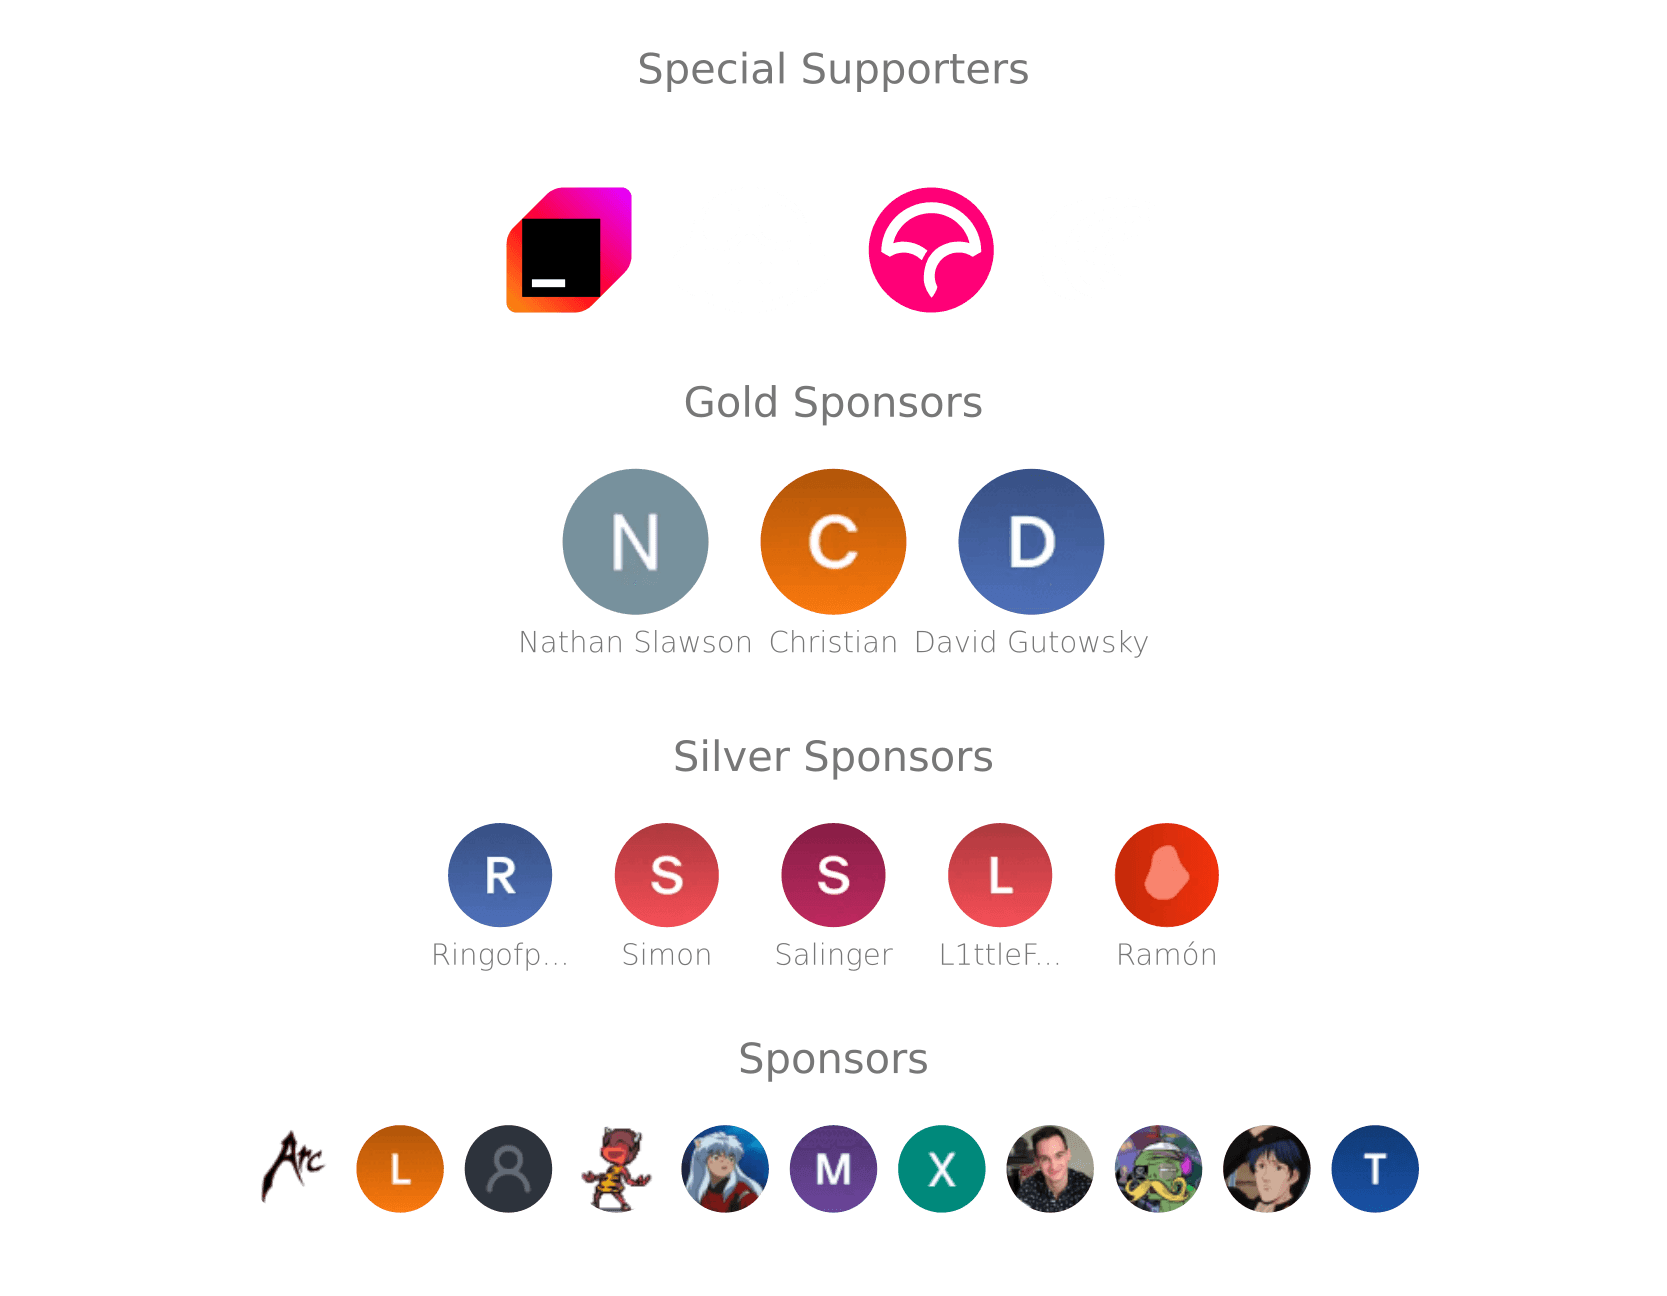 Special Supporters
Gold Sponsors
N C D
Nathan Slawson Christian David Gutowsky
Silver Sponsors
R S S L
Ringofp... Simon Salinger L1ttleF... Ramón
Sponsors
Arc L M X T